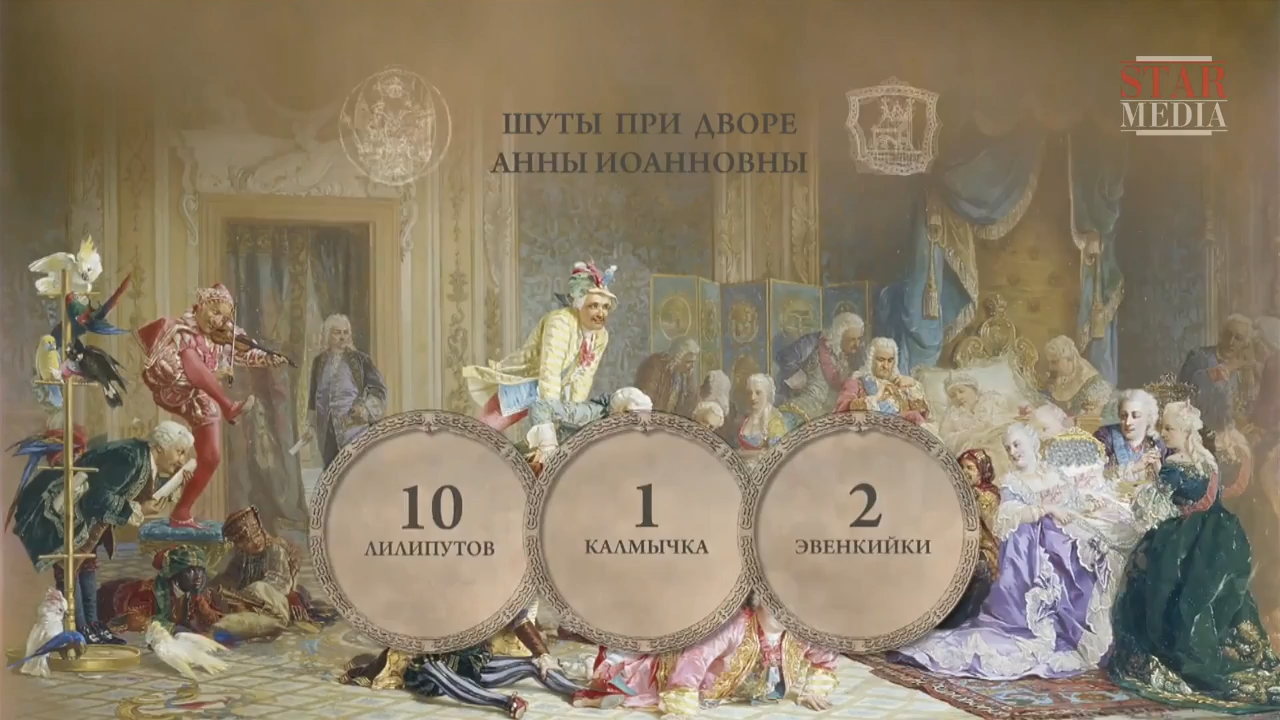 STAR
MEDIA
ШУТЫ ПРИ ДВОРЕ
АННЫ ИОАННОВНЫ
10
ЛИЛИПУТОВ
1
КАЛМЫЧКА
2
ЭВЕНКИЙКИ